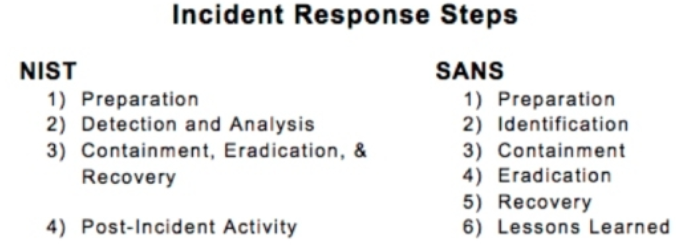 Incident Response Steps
NIST
1) Preparation
2) Detection and Analysis
3) Containment, Eradication, &
Recovery
4) Post-Incident Activity
SANS
1) Preparation
2) Identification
3) Containment
4) Eradication
5) Recovery
6) Lessons Learned